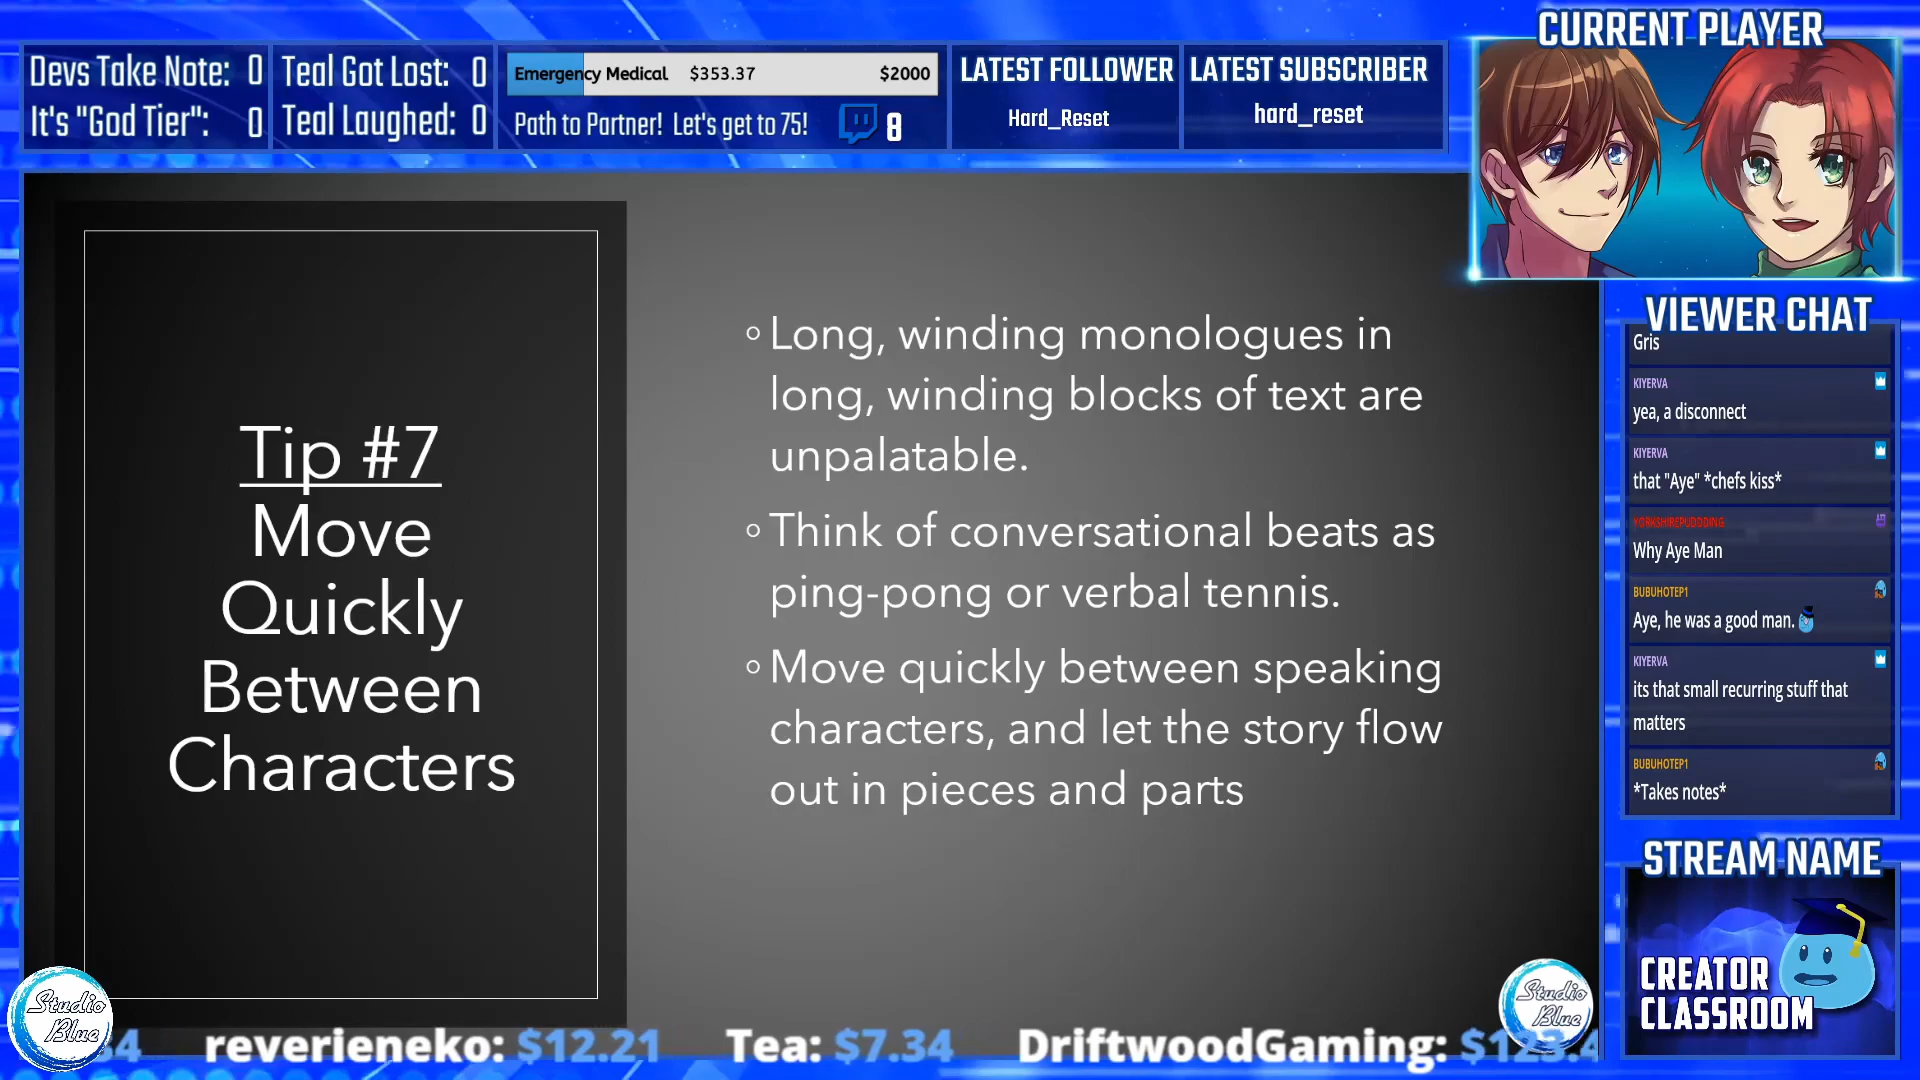 Devs Take Note: 0
It's "God Tier": 0
Teal Got Lost: 0
Teal Laughed: 0
Emergency Medical $353.37 $2000
Path to Partner! Let's get to 75! 8
LATEST FOLLOWER
Hard_Reset
LATEST SUBSCRIBER
hard_reset
CURRENT PLAYER
Tip #7
Move
Quickly
Between
Characters
Long, winding monologues in
long, winding blocks of text are
unpalatable.
Think of conversational beats as
ping-pong or verbal tennis.
Move quickly between speaking
characters, and let the story flow
out in pieces and parts
VIEWER CHAT
Gris
KIYERVA
yea, a disconnect
KIYERVA
that "Aye" *chefs kiss*
YORKSHIREPUDDDING
Why Aye Man
BUBUHOTEP1
Aye, he was a good man.
KIYERVA
its that small recurring stuff that
matters
BUBUHOTEP1
*Takes notes*
STREAM NAME
CREATOR
CLASSROOM
Studio
Blue
Studio
Blue
34 reverieneko: $12.21 Tea: $7.34 DriftwoodGaming: $123.4